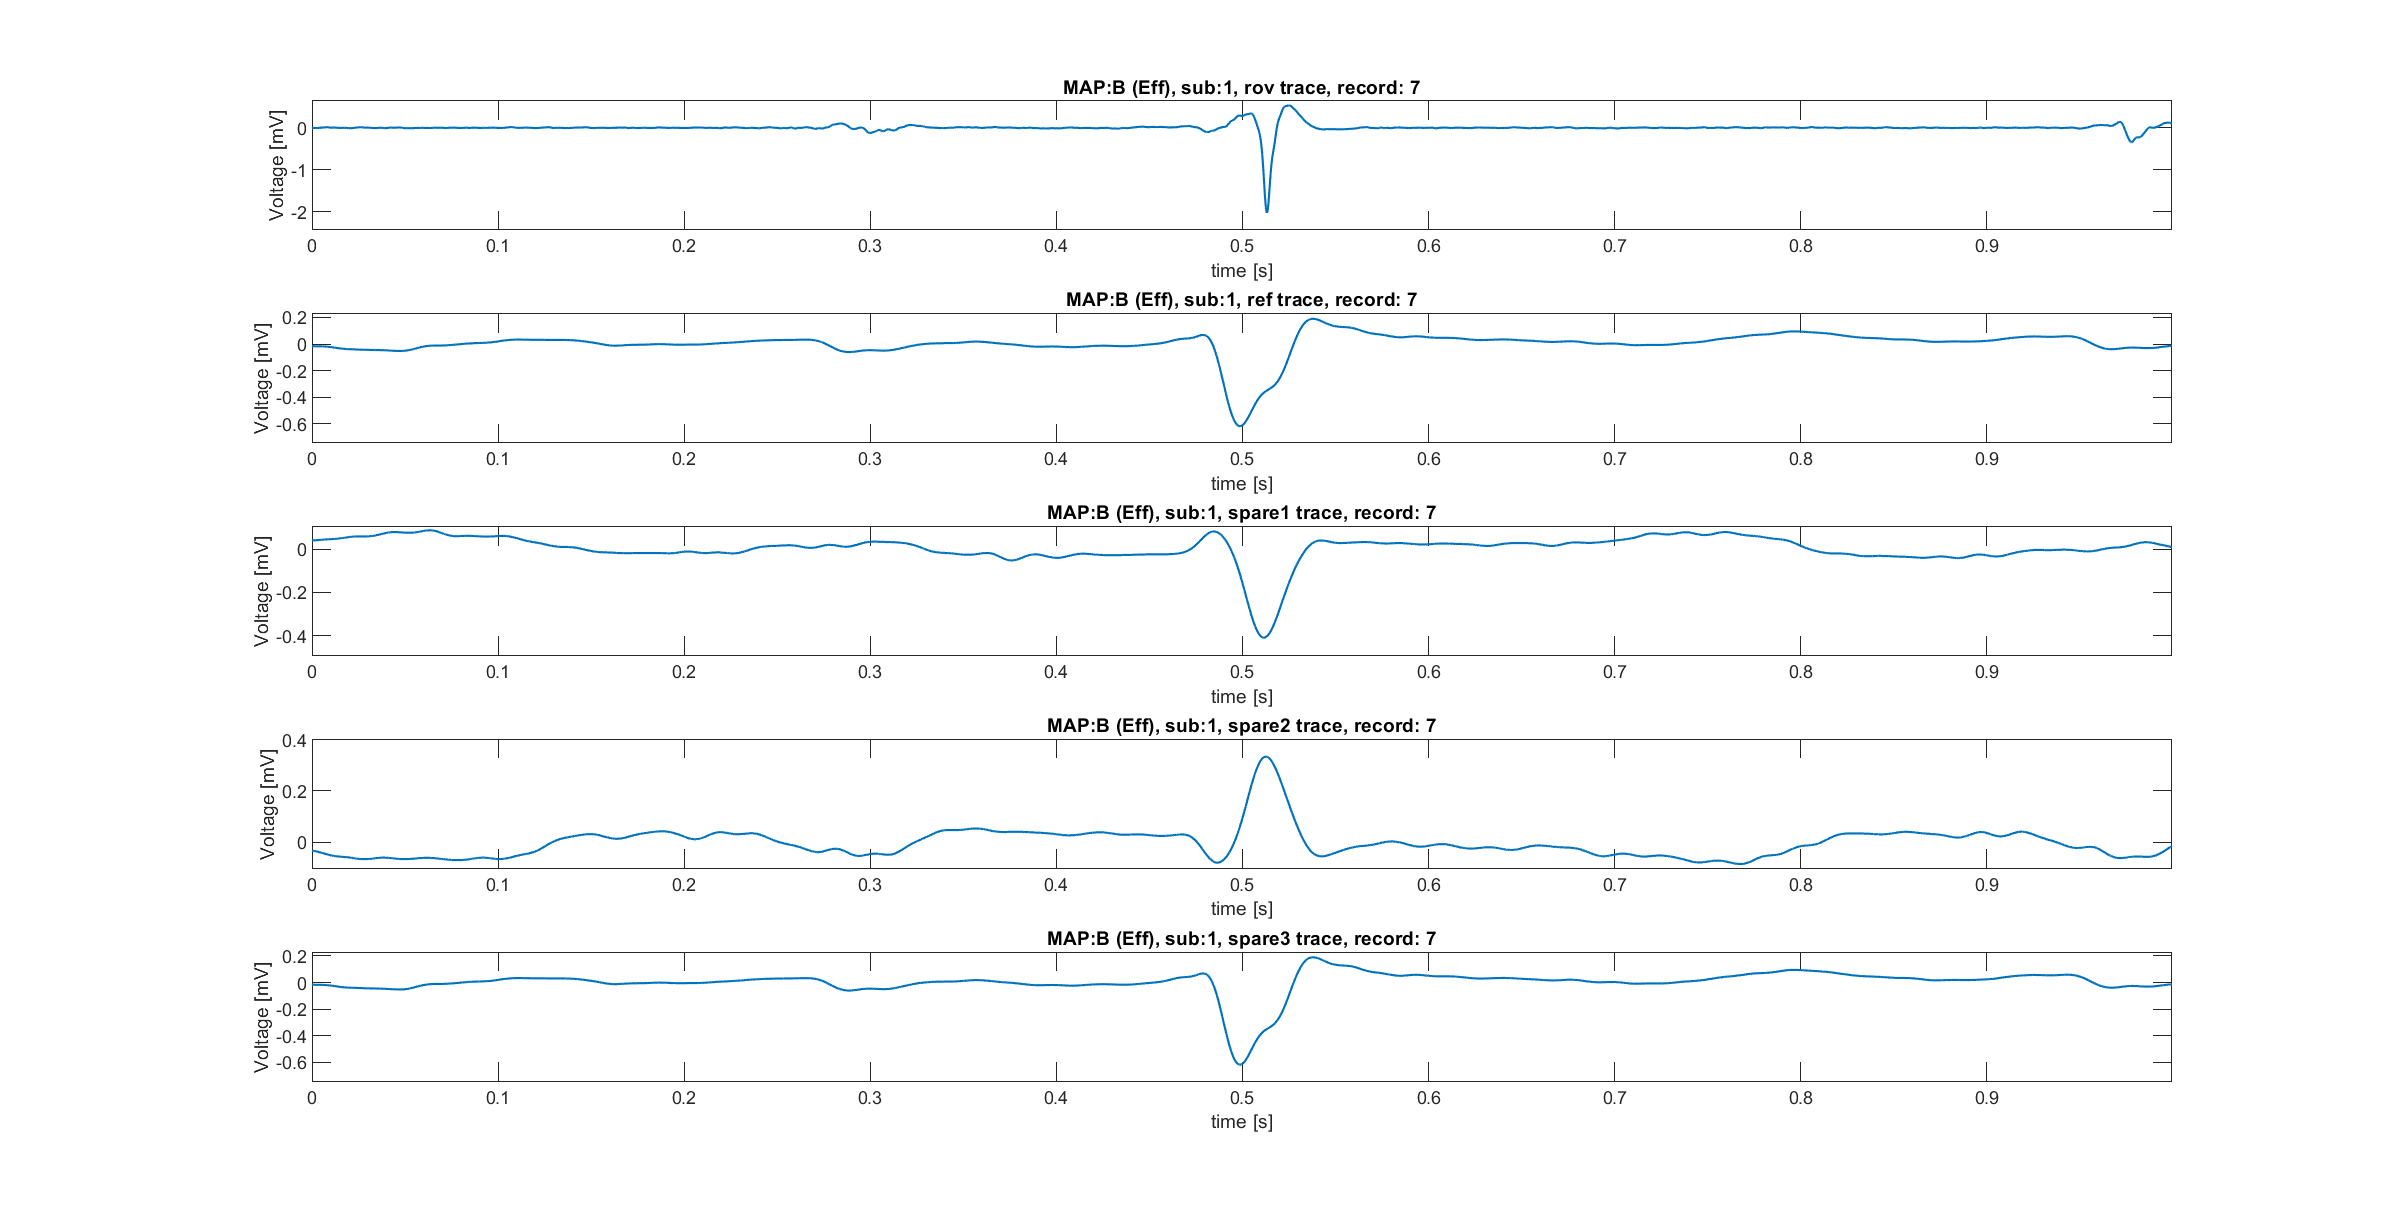 MAP:B (Eff), sub:1, rov trace, record: 7
Voltage [mV]
0
-1
-2
0 0.1 0.2 0.3 0.4 0.5 0.6 0.7 0.8 0.9
time [s]
MAP:B (Eff), sub:1, ref trace, record: 7
Voltage [mV]
0.2
0
-0.2
-0.4
-0.6
0 0.1 0.2 0.3 0.4 0.5 0.6 0.7 0.8 0.9
time [s]
MAP:B (Eff), sub:1, spare1 trace, record: 7
Voltage [mV]
0
-0.2
-0.4
0 0.1 0.2 0.3 0.4 0.5 0.6 0.7 0.8 0.9
time [s]
MAP:B (Eff), sub:1, spare2 trace, record: 7
Voltage [mV]
0.4
0.2
0
0 0.1 0.2 0.3 0.4 0.5 0.6 0.7 0.8 0.9
time [s]
MAP:B (Eff), sub:1, spare3 trace, record: 7
Voltage [mV]
0.2
0
-0.2
-0.4
-0.6
0 0.1 0.2 0.3 0.4 0.5 0.6 0.7 0.8 0.9
time [s]